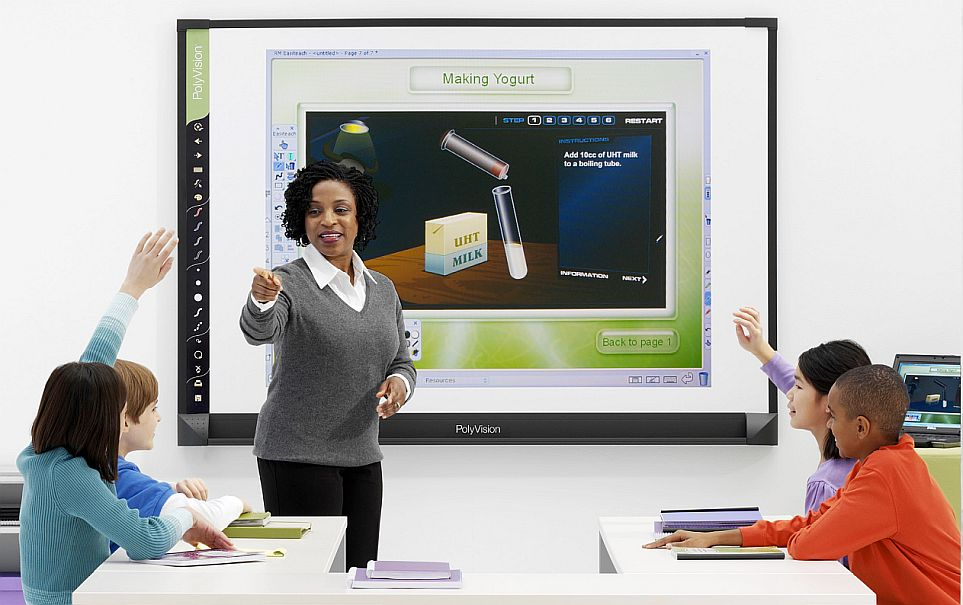 PolyVision
RM Easiteach - <untitled> - Page 7 of 7 *
Making Yogurt
Easiteach
STEP 1 2 3 4 5 6 RESTART
INSTRUCTIONS
Add 10cc of UHT milk
to a boiling tube.
UHT
MILK
INFORMATION NEXT
Back to page 1
Resources
PolyVision